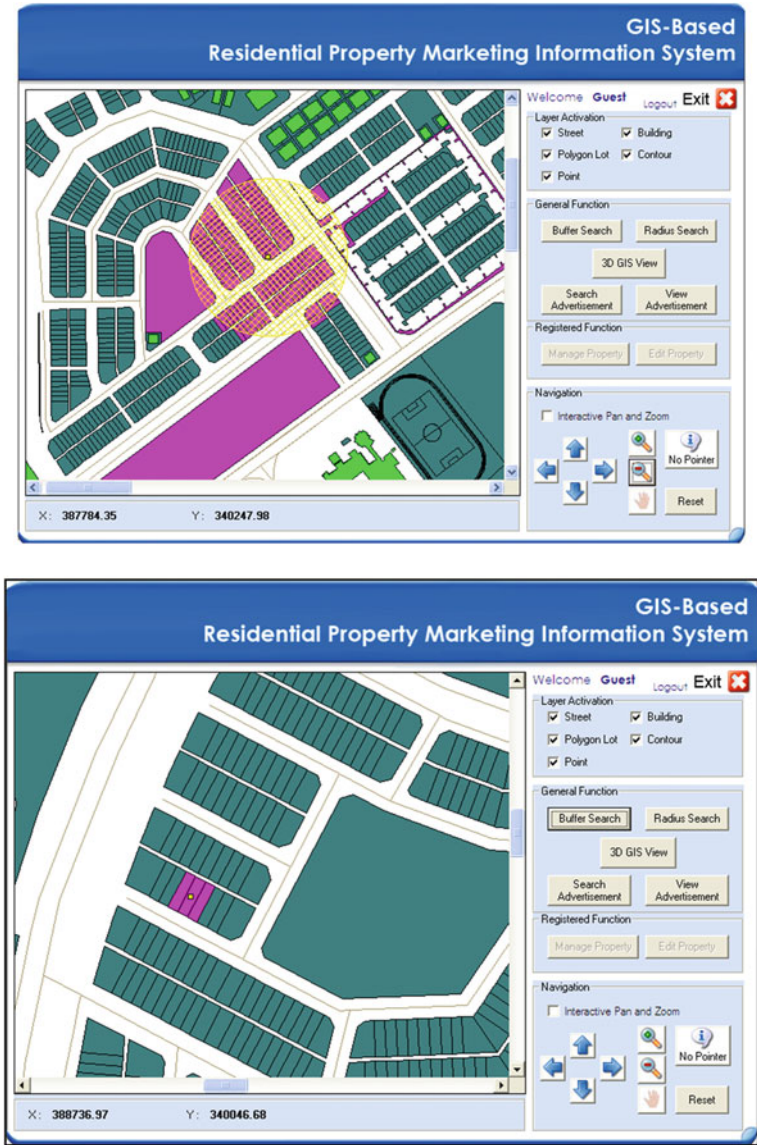 GIS-Based
Residential Property Marketing Information System
Welcome Guest Logout Exit
Layer Activation
Street Building
Polygon Lot Contour
Point
General Function
Buffer Search Radius Search
3D GIS View
Search View
Advertisement Advertisement
Registered Function
Manage Property Edit Property
Navigation
Interactive Pan and Zoom
No Pointer
Reset
X: 387784.35 Y: 340247.98
GIS-Based
Residential Property Marketing Information System
Welcome Guest Logout Exit
Layer Activation
Street Building
Polygon Lot Contour
Point
General Function
Buffer Search Radius Search
3D GIS View
Search View
Advertisement Advertisement
Registered Function
Manage Property Edit Property
Navigation
Interactive Pan and Zoom
No Pointer
Reset
X: 388736.97 Y: 340046.68